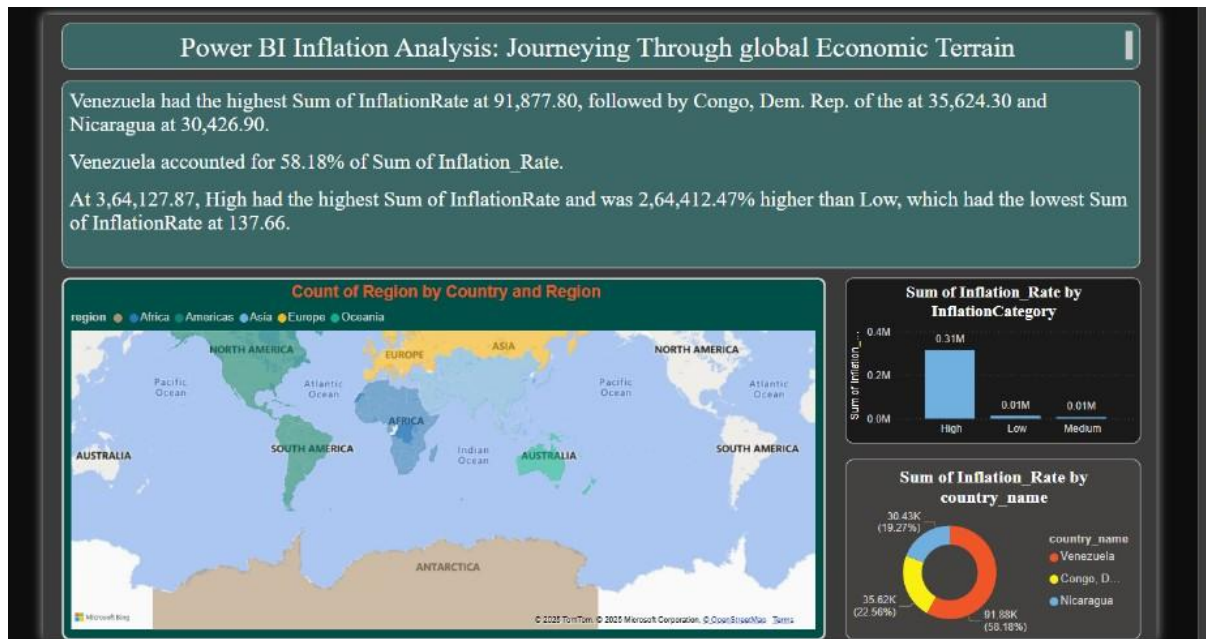 Power BI Inflation Analysis: Journeying Through global Economic Terrain
Venezuela had the highest Sum of InflationRate at 91,877.80, followed by Congo, Dem. Rep. of the at 35,624.30 and
Nicaragua at 30,426.90.
Venezuela accounted for 58.18% of Sum of Inflation_Rate.
At 3,64,127.87, High had the highest Sum of InflationRate and was 2,64,412.47% higher than Low, which had the lowest Sum
of InflationRate at 137.66.
Count of Region by Country and Region
region Africa Americas Asia Europe Oceania
NORTH AMERICA
EUROPE
ASIA
NORTH AMERICA
Pacific
Ocean
Atlantic
Ocean
Pacific
Ocean
Atlantic
Ocean
AFRICA
AUSTRALIA
SOUTH AMERICA
Indian
Ocean
AUSTRALIA
SOUTH AMERICA
ANTARCTICA
Microsoft Bing
© 2025 TomTom, © 2025 Microsoft Corporation, © OpenStreetMap Terms
Sum of Inflation_Rate by
InflationCategory
Sum of Inflation_...
0.4M
0.2M
0.0M
0.31M
0.01M
0.01M
High
Low
Medium
Sum of Inflation_Rate by
country_name
30.43K
(19.27%)
35.62K
(22.56%)
91.88K
(58.18%)
country_name
Venezuela
Congo, D...
Nicaragua